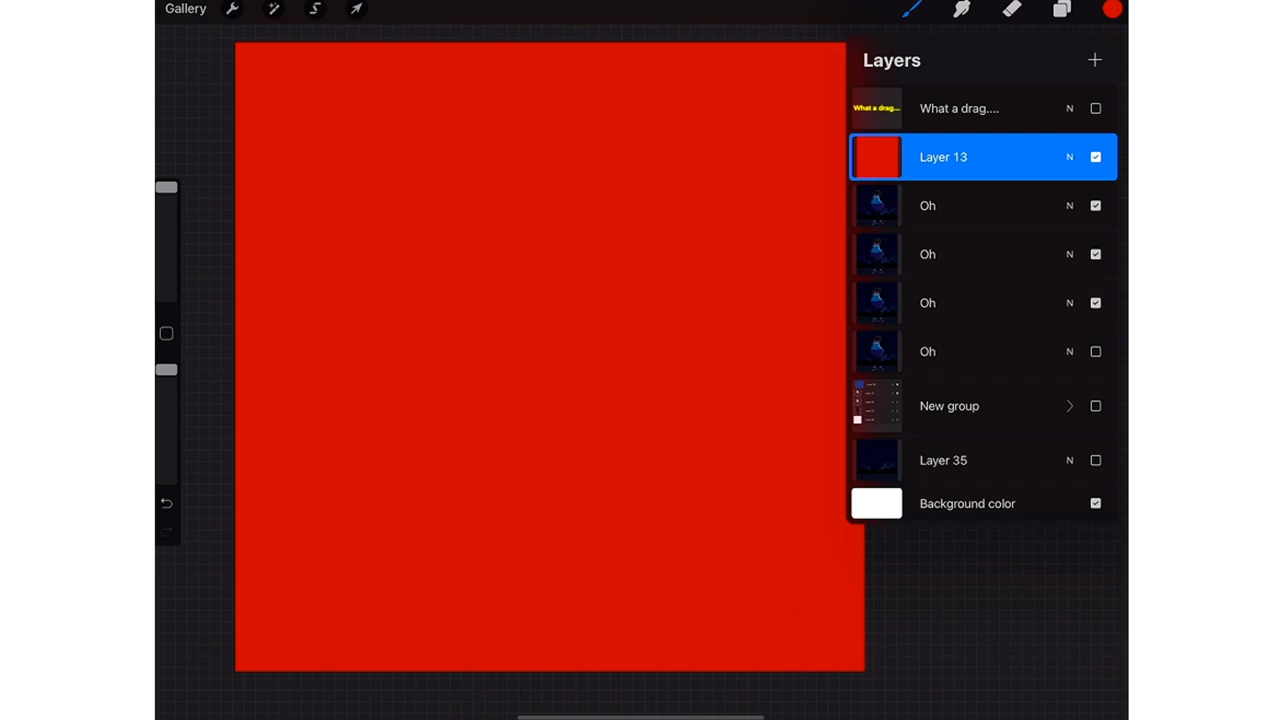 Gallery
Layers
What a drag....
What a drag.... N
Layer 13 N
Oh N
Oh N
Oh N
Oh N
New group
Layer 35 N
Background color